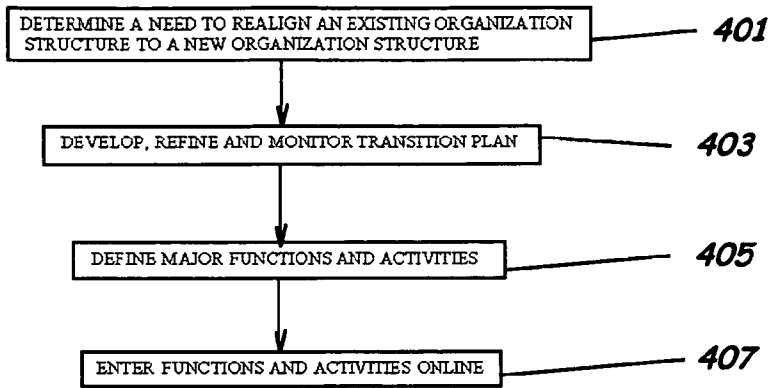 DETERMINE A NEED TO REALIGN AN EXISTING ORGANIZATION
STRUCTURE TO A NEW ORGANIZATION STRUCTURE
401
DEVELOP, REFINE AND MONITOR TRANSITION PLAN
403
DEFINE MAJOR FUNCTIONS AND ACTIVITIES
405
ENTER FUNCTIONS AND ACTIVITIES ONLINE
407